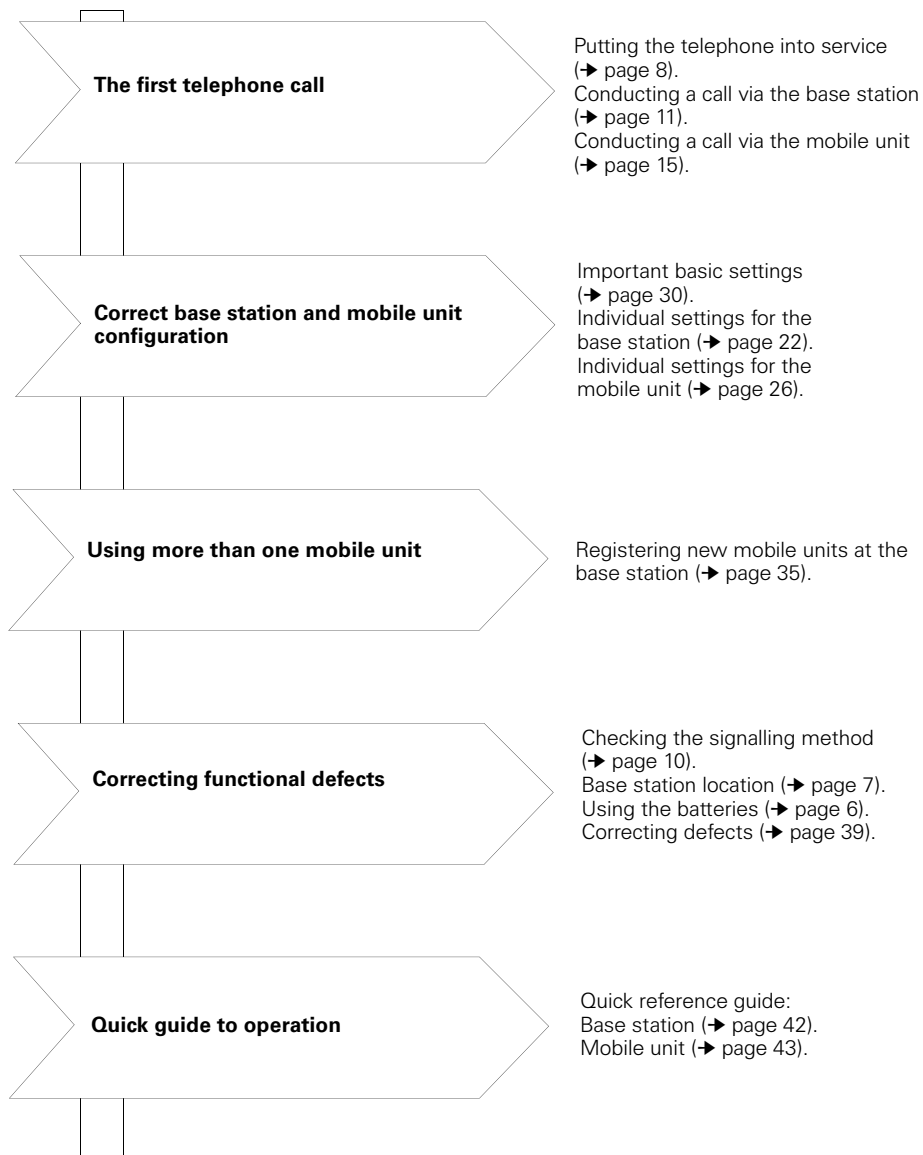 The first telephone call
Putting the telephone into service
(➔ page 8).
Conducting a call via the base station
(➔ page 11).
Conducting a call via the mobile unit
(➔ page 15).
Correct base station and mobile unit
configuration
Important basic settings
(➔ page 30).
Individual settings for the
base station (➔ page 22).
Individual settings for the
mobile unit (➔ page 26).
Using more than one mobile unit
Registering new mobile units at the
base station (➔ page 35).
Correcting functional defects
Checking the signalling method
(➔ page 10).
Base station location (➔ page 7).
Using the batteries (➔ page 6).
Correcting defects (➔ page 39).
Quick guide to operation
Quick reference guide:
Base station (➔ page 42).
Mobile unit (➔ page 43).